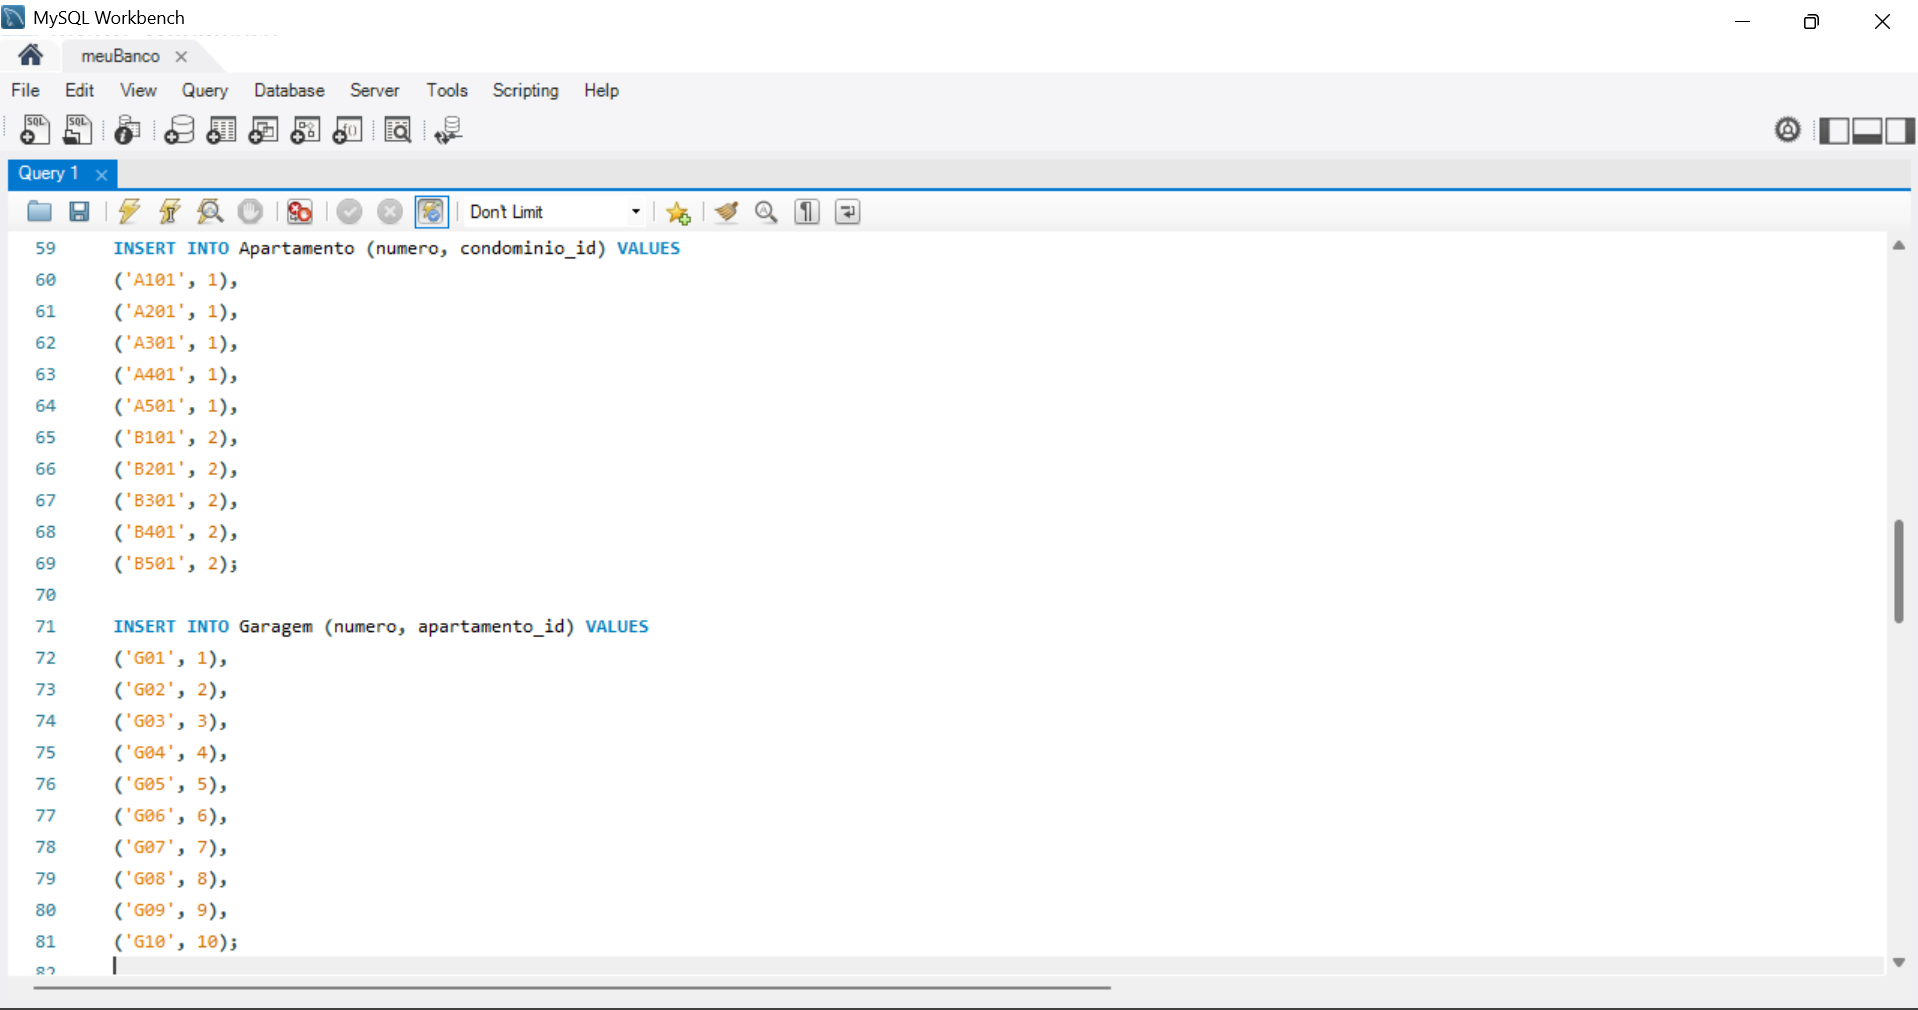 MySQL Workbench
meuBanco
File Edit View Query Database Server Tools Scripting Help
SQL SQL
Query 1
Don't Limit
59 INSERT INTO Apartamento (numero, condominio_id) VALUES
60 ('A101', 1),
61 ('A201', 1),
62 ('A301', 1),
63 ('A401', 1),
64 ('A501', 1),
65 ('B101', 2),
66 ('B201', 2),
67 ('B301', 2),
68 ('B401', 2),
69 ('B501', 2);
70
71 INSERT INTO Garagem (numero, apartamento_id) VALUES
72 ('G01', 1),
73 ('G02', 2),
74 ('G03', 3),
75 ('G04', 4),
76 ('G05', 5),
77 ('G06', 6),
78 ('G07', 7),
79 ('G08', 8),
80 ('G09', 9),
81 ('G10', 10);
82